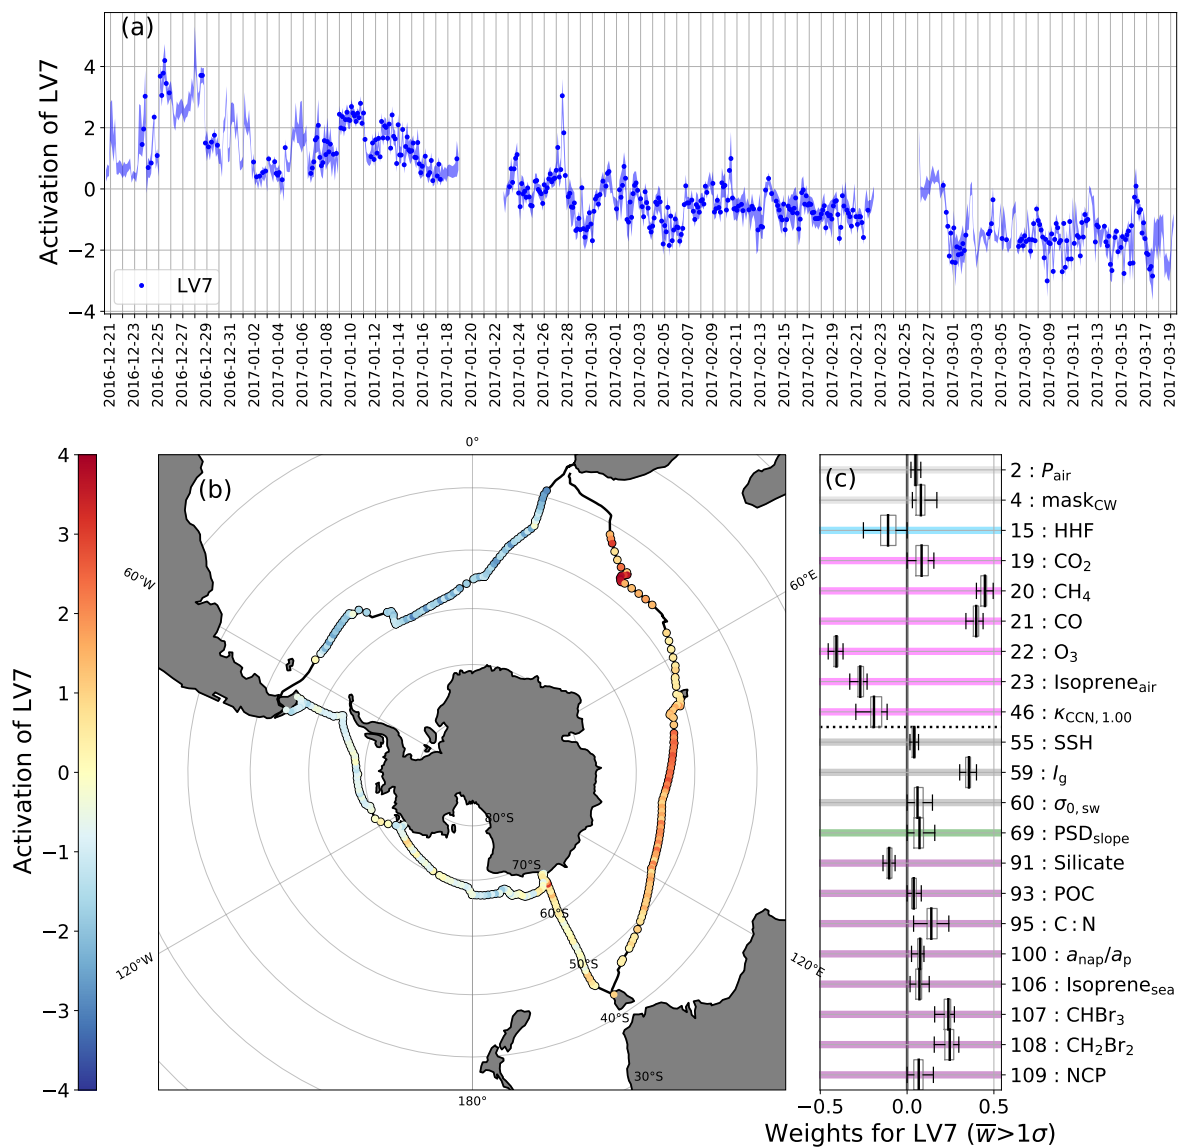 (a)
Activation of LV7
4
2
0
−2
−4
LV7
2016-12-21
2016-12-23
2016-12-25
2016-12-27
2016-12-29
2016-12-31
2017-01-02
2017-01-04
2017-01-06
2017-01-08
2017-01-10
2017-01-12
2017-01-14
2017-01-16
2017-01-18
2017-01-20
2017-01-22
2017-01-24
2017-01-26
2017-01-28
2017-01-30
2017-02-01
2017-02-03
2017-02-05
2017-02-07
2017-02-09
2017-02-11
2017-02-13
2017-02-15
2017-02-17
2017-02-19
2017-02-21
2017-02-23
2017-02-25
2017-02-27
2017-03-01
2017-03-03
2017-03-05
2017-03-07
2017-03-09
2017-03-11
2017-03-13
2017-03-15
2017-03-17
2017-03-19
Activation of LV7
4
3
2
1
0
−1
−2
−3
−4
(b)
0°
60°W
60°E
80°S
70°S
60°S
50°S
40°S
30°S
120°W
120°E
180°
(c)
2 : P_air
4 : mask_CW
15 : HHF
19 : CO₂
20 : CH₄
21 : CO
22 : O₃
23 : Isoprene_air
46 : κ_CCN, 1.00
55 : SSH
59 : I_g
60 : σ_0, sw
69 : PSD_slope
91 : Silicate
93 : POC
95 : C : N
100 : a_nap/a_p
106 : Isoprene_sea
107 : CHBr₃
108 : CH₂Br₂
109 : NCP
−0.5 0.0 0.5
Weights for LV7 (w̅>1σ)